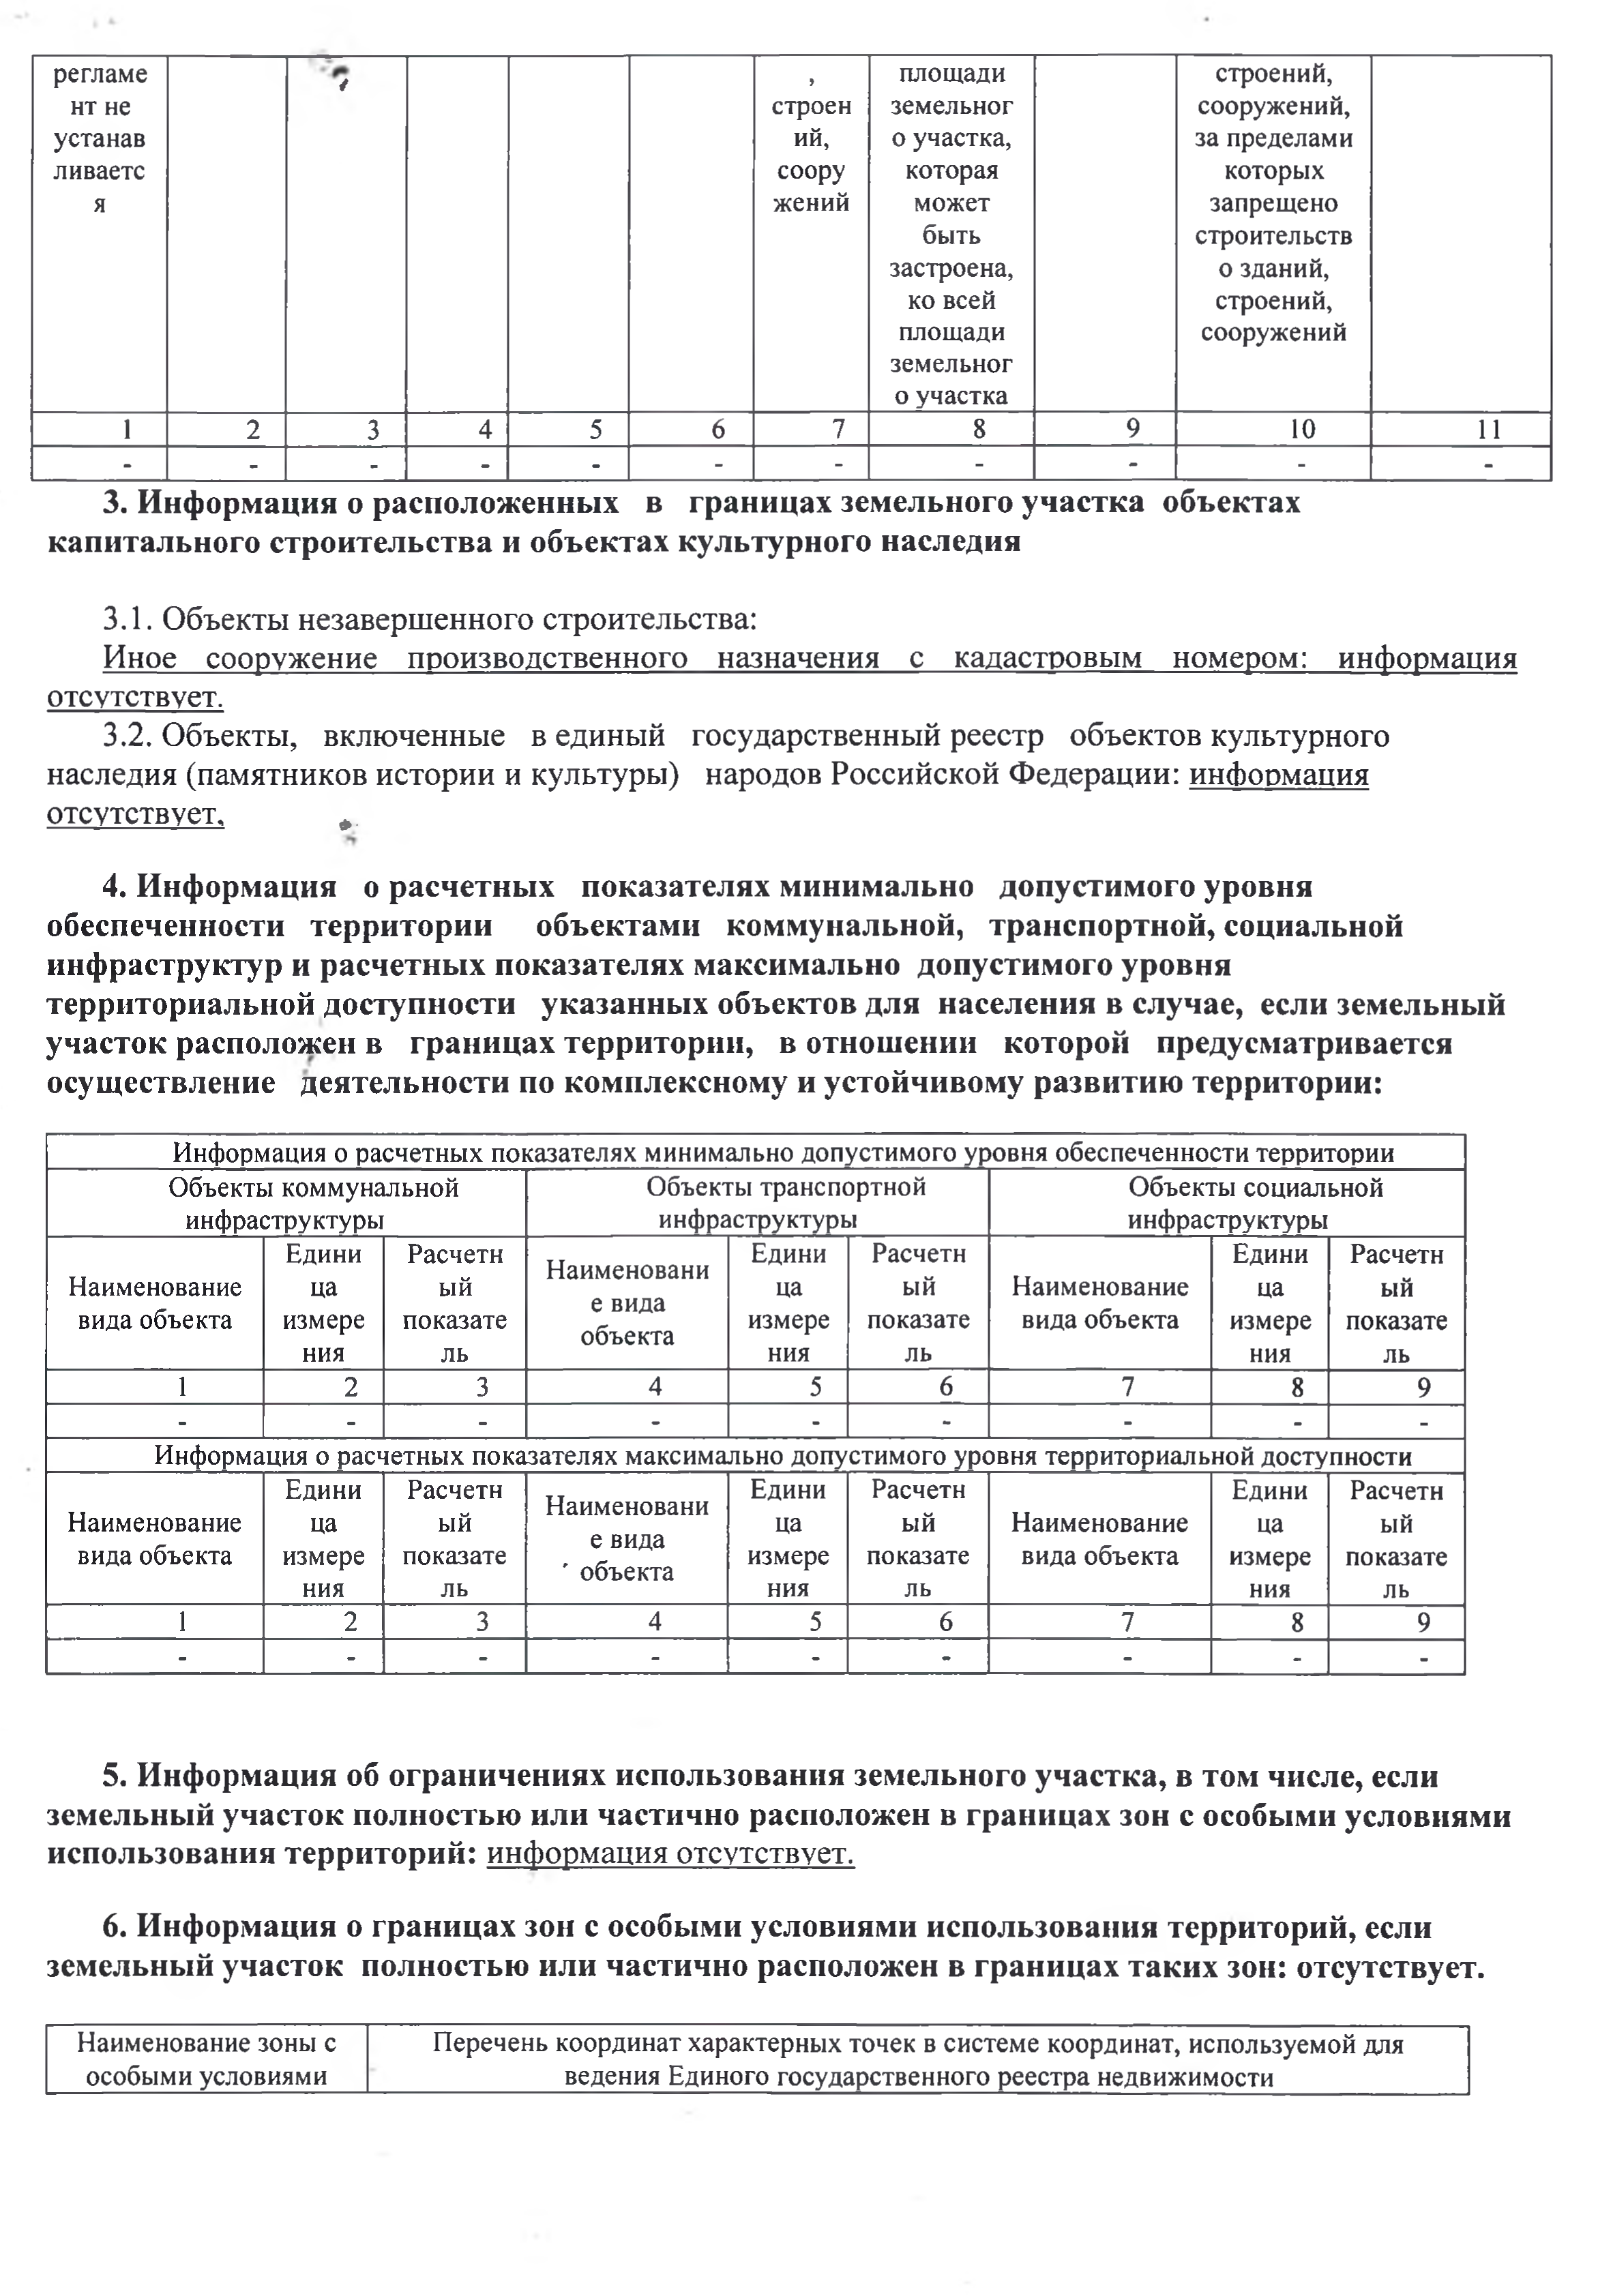 регламе
нт не
устанав
ливаетс
я
,
строен
ий,
соору
жений
площади
земельног
о участка,
которая
может
быть
застроена,
ко всей
площади
земельног
о участка
строений,
сооружений,
за пределами
которых
запрещено
строительств
о зданий,
строений,
сооружений
1 2 3 4 5 6 7 8 9 10 11
- - - - - - - - - - -
3. Информация о расположенных в границах земельного участка объектах
капитального строительства и объектах культурного наследия
3.1. Объекты незавершенного строительства:
Иное сооружение производственного назначения с кадастровым номером: информация
отсутствует.
3.2. Объекты, включенные в единый государственный реестр объектов культурного
наследия (памятников истории и культуры) народов Российской Федерации: информация
отсутствует.
4. Информация о расчетных показателях минимально допустимого уровня
обеспеченности территории объектами коммунальной, транспортной, социальной
инфраструктур и расчетных показателях максимально допустимого уровня
территориальной доступности указанных объектов для населения в случае, если земельный
участок расположен в границах территории, в отношении которой предусматривается
осуществление деятельности по комплексному и устойчивому развитию территории:
Информация о расчетных показателях минимально допустимого уровня обеспеченности территории
Объекты коммунальной
инфраструктуры
Объекты транспортной
инфраструктуры
Объекты социальной
инфраструктуры
Наименование
вида объекта
Едини
ца
измере
ния
Расчетн
ый
показате
ль
Наименовани
е вида
объекта
Едини
ца
измере
ния
Расчетн
ый
показате
ль
Наименование
вида объекта
Едини
ца
измере
ния
Расчетн
ый
показате
ль
1 2 3 4 5 6 7 8 9
- - - - - - - - -
Информация о расчетных показателях максимально допустимого уровня территориальной доступности
Наименование
вида объекта
Едини
ца
измере
ния
Расчетн
ый
показате
ль
Наименовани
е вида
объекта
Едини
ца
измере
ния
Расчетн
ый
показате
ль
Наименование
вида объекта
Едини
ца
измере
ния
Расчетн
ый
показате
ль
1 2 3 4 5 6 7 8 9
- - - - - - - - -
5. Информация об ограничениях использования земельного участка, в том числе, если
земельный участок полностью или частично расположен в границах зон с особыми условиями
использования территорий: информация отсутствует.
6. Информация о границах зон с особыми условиями использования территорий, если
земельный участок полностью или частично расположен в границах таких зон: отсутствует.
Наименование зоны с
особыми условиями
Перечень координат характерных точек в системе координат, используемой для
ведения Единого государственного реестра недвижимости